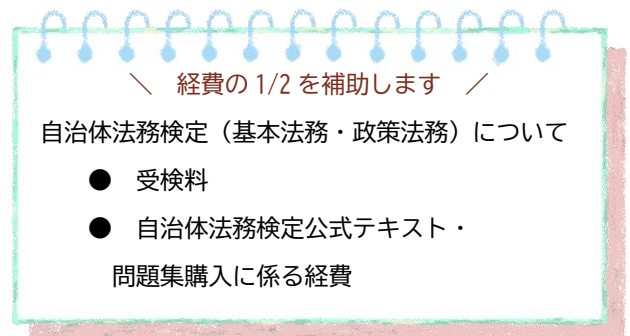 ＼　経費の 1/2 を補助します　／
自治体法務検定（基本法務・政策法務）について
●　受検料
●　自治体法務検定公式テキスト・
問題集購入に係る経費